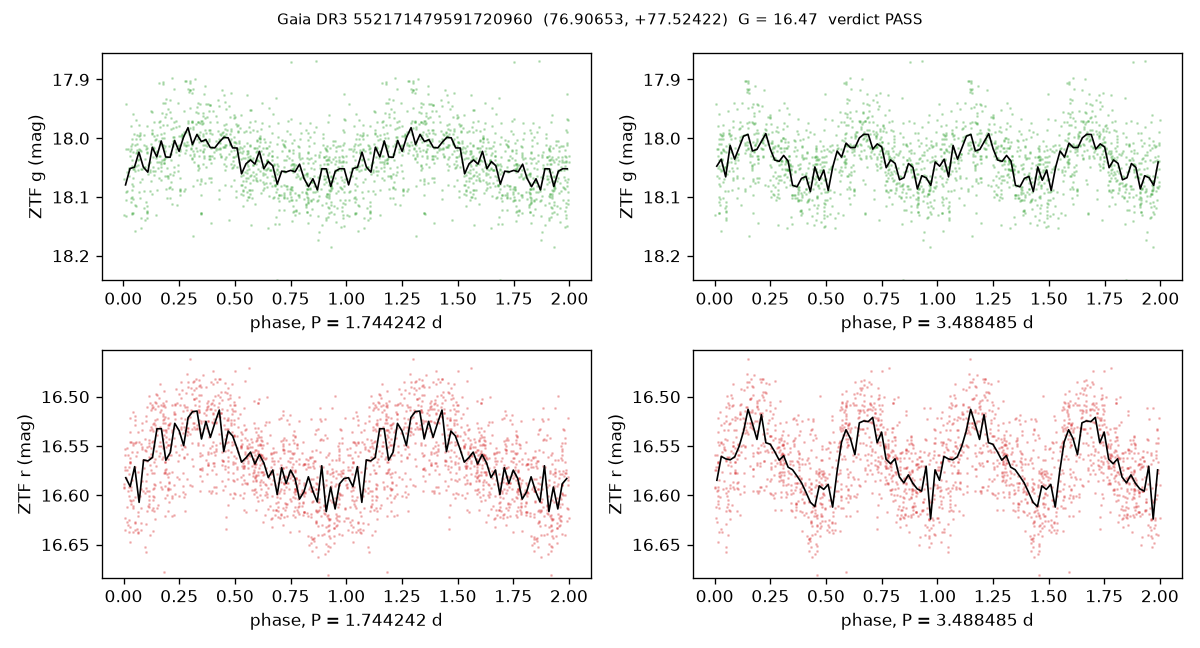 Gaia DR3 552171479591720960 (76.90653, +77.52422) G = 16.47 verdict PASS
ZTF g (mag)
17.9
18.0
18.1
18.2
0.00 0.25 0.50 0.75 1.00 1.25 1.50 1.75 2.00
phase, P = 1.744242 d
ZTF g (mag)
17.9
18.0
18.1
18.2
0.00 0.25 0.50 0.75 1.00 1.25 1.50 1.75 2.00
phase, P = 3.488485 d
ZTF r (mag)
16.50
16.55
16.60
16.65
0.00 0.25 0.50 0.75 1.00 1.25 1.50 1.75 2.00
phase, P = 1.744242 d
ZTF r (mag)
16.50
16.55
16.60
16.65
0.00 0.25 0.50 0.75 1.00 1.25 1.50 1.75 2.00
phase, P = 3.488485 d